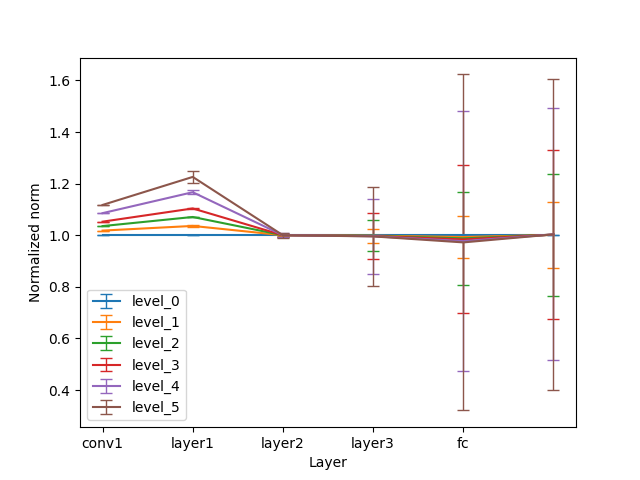 1.6
1.4
1.2
1.0
0.8
0.6
0.4
Normalized norm
level_0
level_1
level_2
level_3
level_4
level_5
conv1 layer1 layer2 layer3 fc
Layer